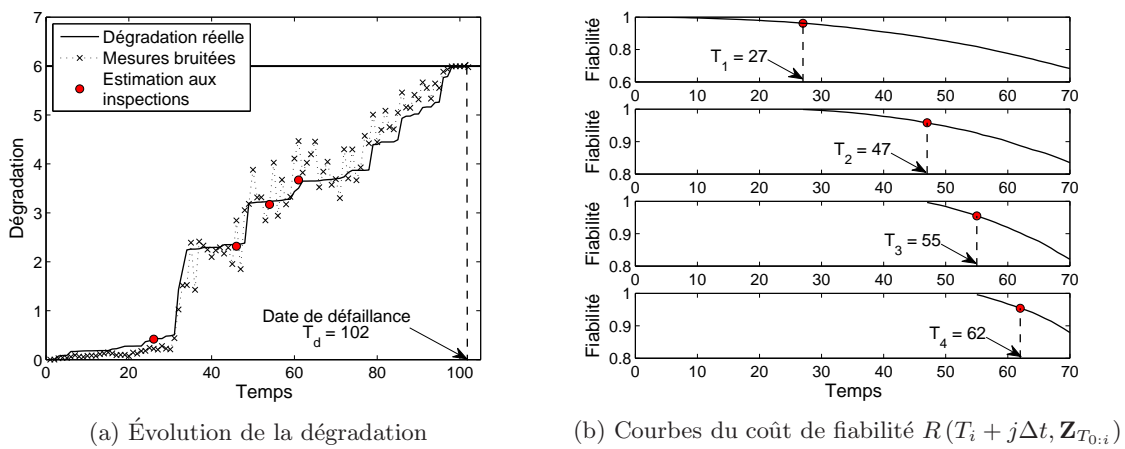 7
6
5
4
3
2
1
0
Dégradation
Dégradation réelle
Mesures bruitées
Estimation aux
inspections
Date de défaillance
T_d = 102
0 20 40 60 80 100
Temps
(a) Évolution de la dégradation
1
0.8
0.6
Fiabilité
T_1 = 27
0 10 20 30 40 50 60 70
1
0.9
0.8
Fiabilité
T_2 = 47
0 10 20 30 40 50 60 70
1
0.9
0.8
Fiabilité
T_3 = 55
0 10 20 30 40 50 60 70
1
0.9
0.8
Fiabilité
T_4 = 62
0 10 20 30 40 50 60 70
Temps
(b) Courbes du coût de fiabilité R (T_i + jΔt, Z_{T_{0:i}})